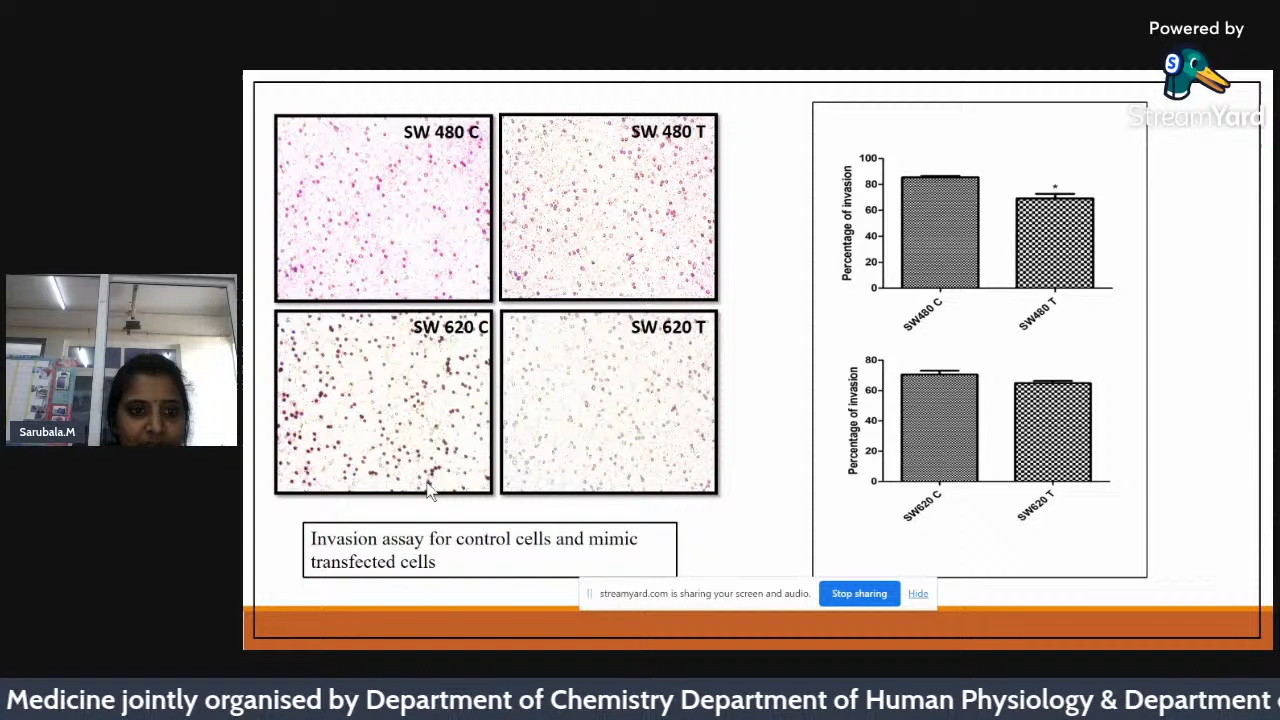 Powered by
S
StreamYard
SW 480 C
SW 480 T
SW 620 C
SW 620 T
100
80
60
40
20
0
Percentage of invasion
*
SW480 C
SW480 T
80
60
40
20
0
Percentage of invasion
SW620 C
SW620 T
Sarubala.M
Invasion assay for control cells and mimic
transfected cells
streamyard.com is sharing your screen and audio.
Stop sharing
Hide
Medicine jointly organised by Department of Chemistry Department of Human Physiology & Department